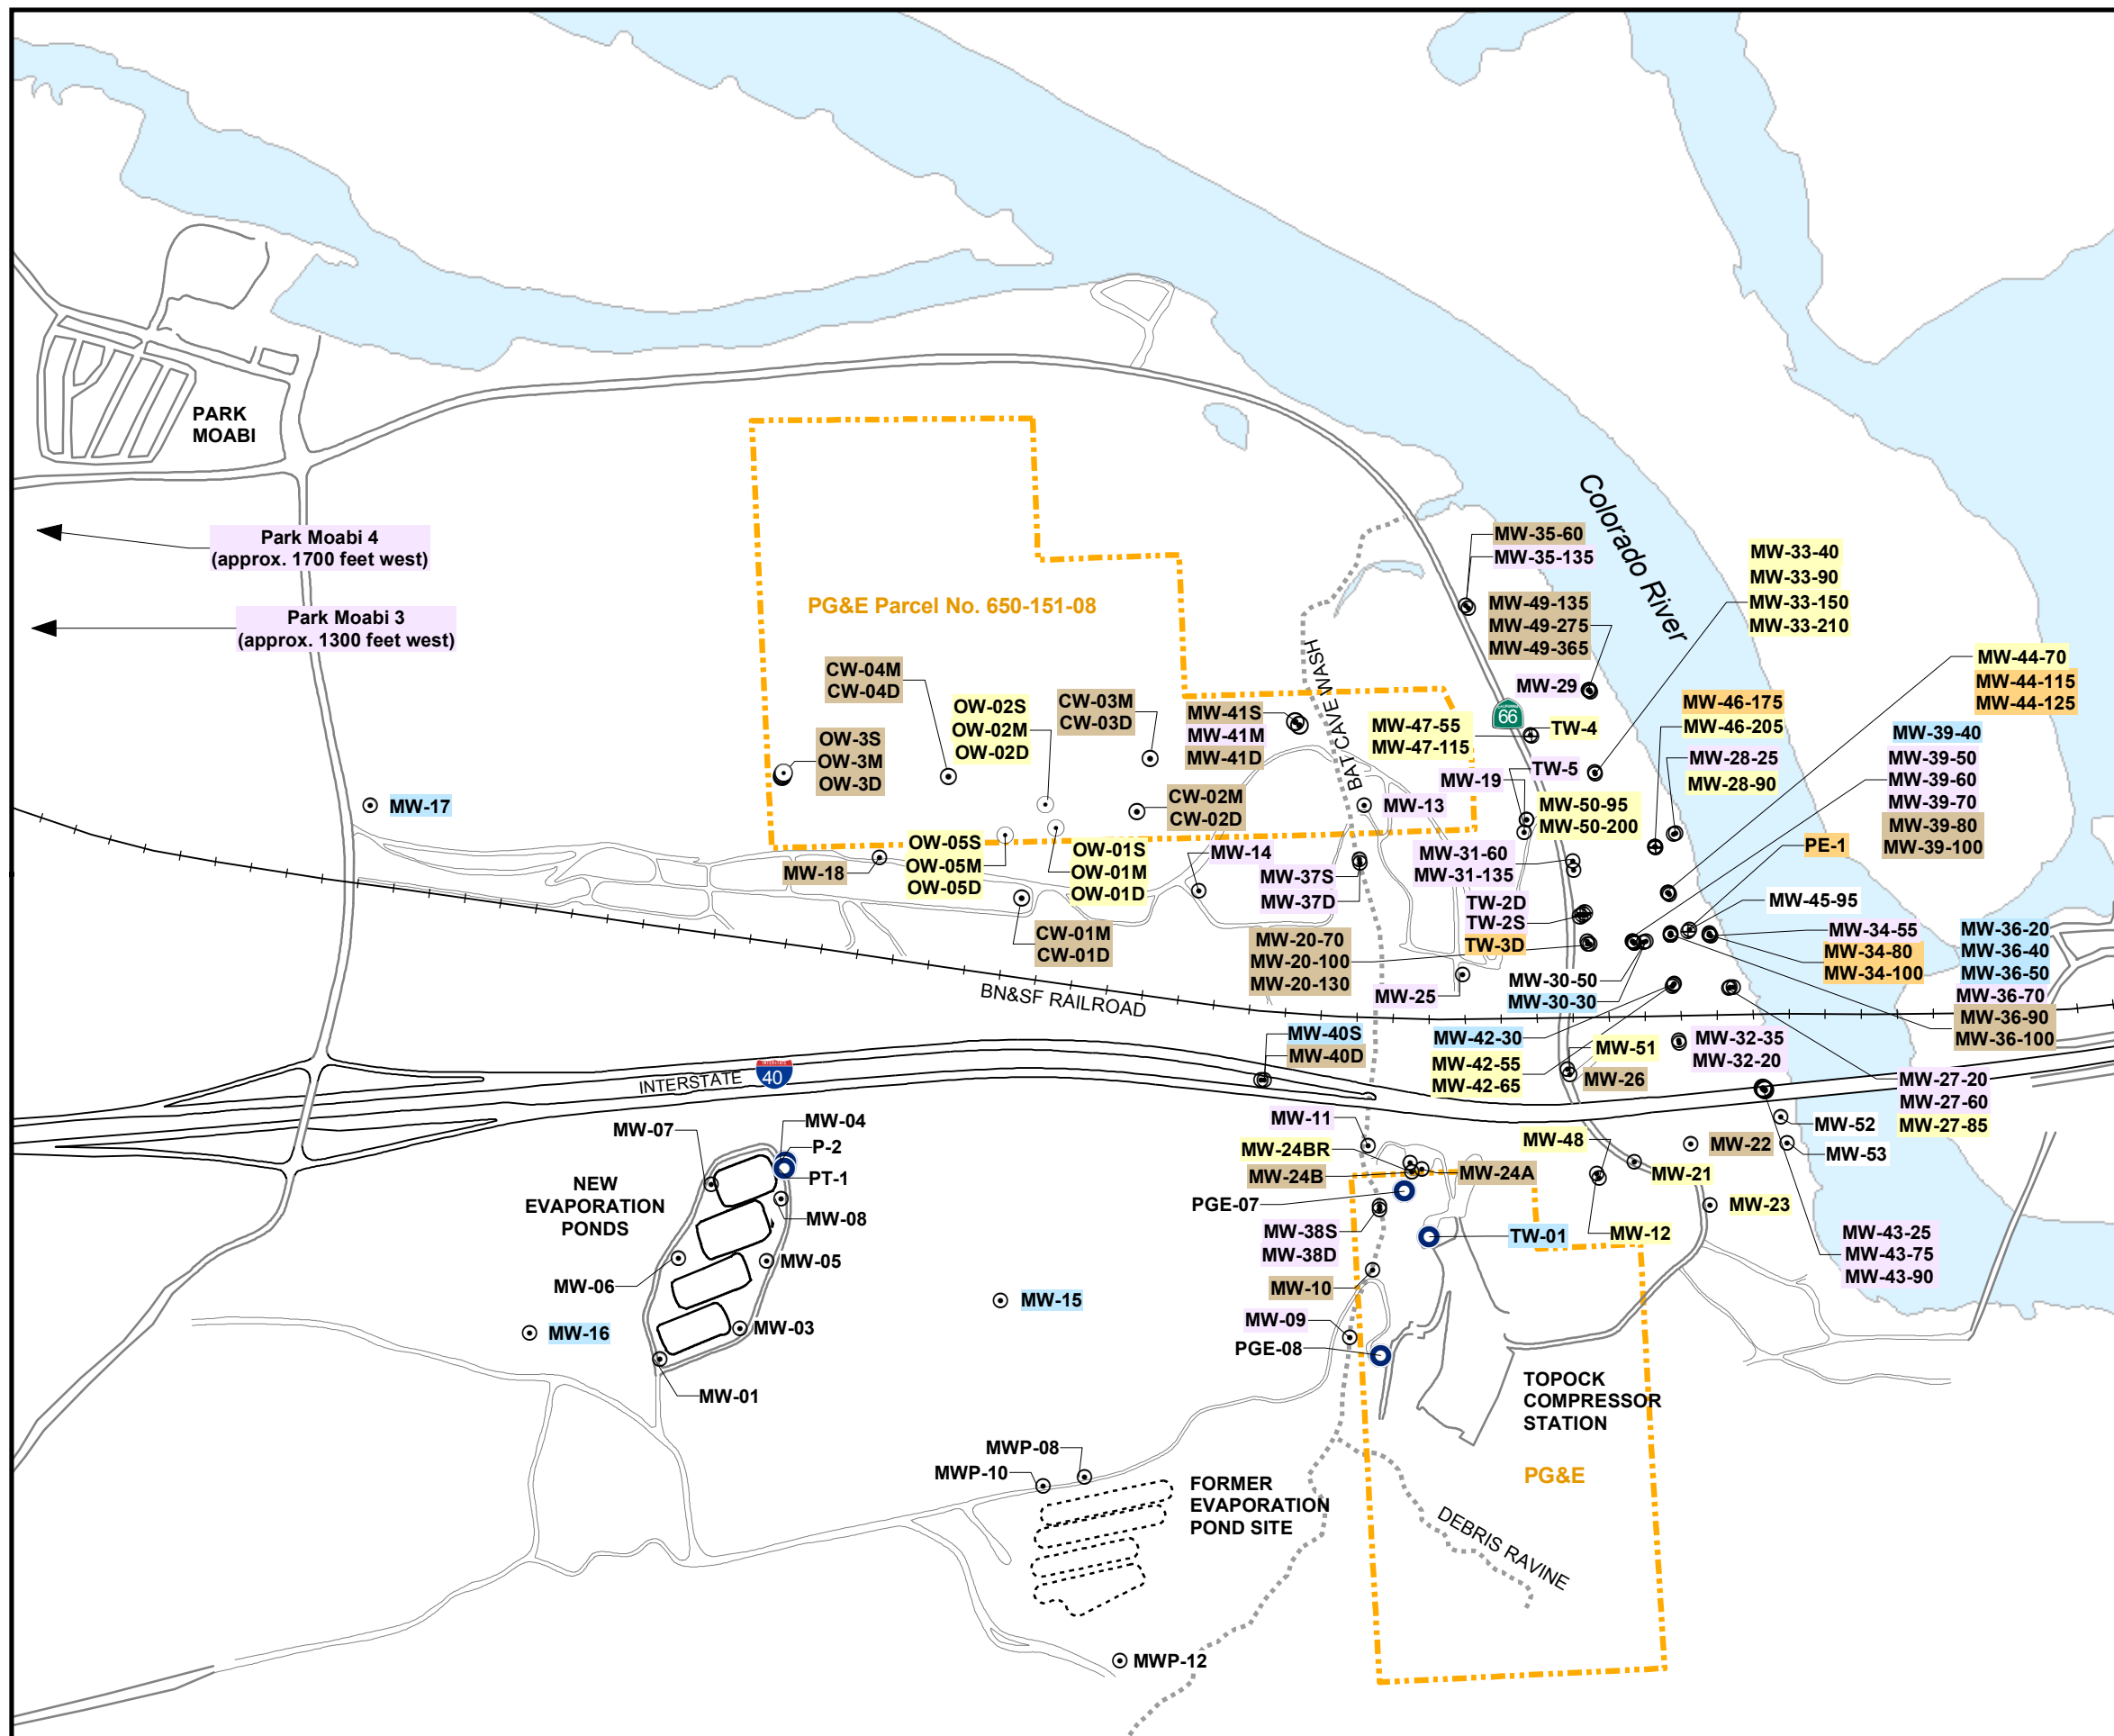 PARK
MOABI
Park Moabi 4
(approx. 1700 feet west)
Park Moabi 3
(approx. 1300 feet west)
PG&E Parcel No. 650-151-08
Colorado River
BAT CAVE WASH
CALIFORNIA
66
MW-35-60
MW-35-135
MW-33-40
MW-33-90
MW-33-150
MW-33-210
MW-49-135
MW-49-275
MW-49-365
MW-29
MW-44-70
MW-44-115
MW-44-125
MW-46-175
MW-46-205
MW-28-25
MW-28-90
MW-39-40
MW-39-50
MW-39-60
MW-39-70
MW-39-80
MW-39-100
CW-04M
CW-04D
OW-02S
OW-02M
OW-02D
CW-03M
CW-03D
MW-41S
MW-41M
MW-41D
MW-47-55
MW-47-115
TW-4
OW-3S
OW-3M
OW-3D
MW-17
CW-02M
CW-02D
MW-19
TW-5
MW-13
MW-50-95
MW-50-200
MW-18
OW-05S
OW-05M
OW-05D
OW-01S
OW-01M
OW-01D
MW-14
MW-37S
MW-37D
MW-31-60
MW-31-135
TW-2D
TW-2S
TW-3D
PE-1
MW-45-95
MW-34-55
MW-34-80
MW-34-100
MW-36-20
MW-36-40
MW-36-50
MW-36-70
MW-36-90
MW-36-100
CW-01M
CW-01D
MW-20-70
MW-20-100
MW-20-130
MW-25
MW-30-50
MW-30-30
BN&SF RAILROAD
MW-40S
MW-40D
MW-42-30
MW-42-55
MW-42-65
MW-51
MW-26
MW-32-35
MW-32-20
MW-27-20
MW-27-60
MW-27-85
INTERSTATE
40
MW-07
MW-04
P-2
PT-1
MW-08
MW-05
MW-06
MW-03
MW-01
NEW
EVAPORATION
PONDS
MW-16
MW-15
MW-11
MW-24BR
MW-24B
MW-24A
PGE-07
MW-38S
MW-38D
TW-01
MW-10
MW-09
PGE-08
MW-48
MW-12
MW-21
MW-22
MW-23
MW-52
MW-53
MW-43-25
MW-43-75
MW-43-90
TOPOCK
COMPRESSOR
STATION
PG&E
MWP-08
MWP-10
FORMER
EVAPORATION
POND SITE
DEBRIS RAVINE
MWP-12